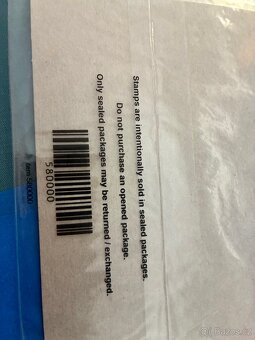 Stamps are intentionally sold in sealed packages.
Do not purchase an opened package.
Only sealed packages may be returned / exchanged.
580000